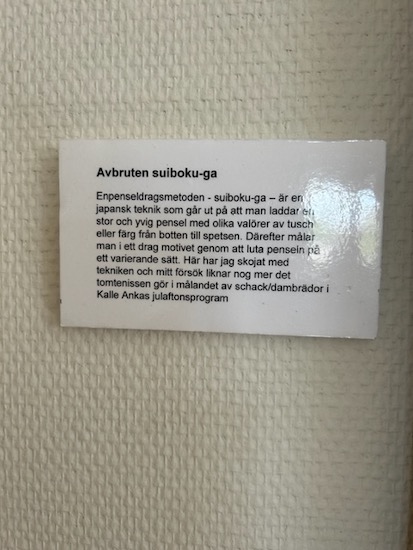 Avbruten suiboku-ga
Enpenseldragsmetoden - suiboku-ga – är en
japansk teknik som går ut på att man laddar en
stor och yvig pensel med olika valörer av tusch
eller färg från botten till spetsen. Därefter målar
man i ett drag motivet genom att luta penseln på
ett varierande sätt. Här har jag skojat med
tekniken och mitt försök liknar nog mer det
tomtenissen gör i målandet av schack/dambrädor i
Kalle Ankas julaftonsprogram